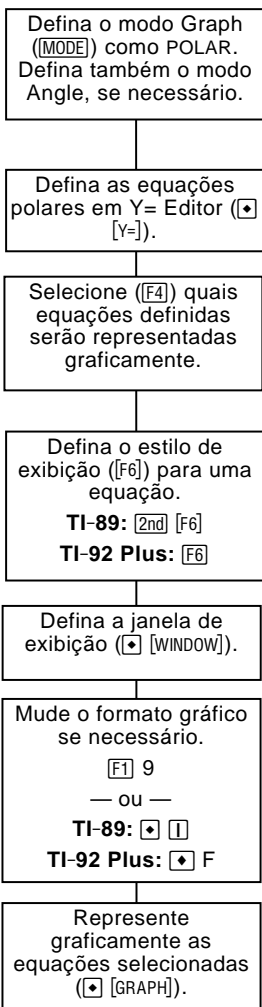 Defina o modo Graph
([MODE]) como POLAR.
Defina também o modo
Angle, se necessário.
Defina as equações
polares em Y= Editor (◆
[Y=]).
Selecione ([F4]) quais
equações definidas
serão representadas
graficamente.
Defina o estilo de
exibição ([F6]) para uma
equação.
TI-89: [2nd] [F6]
TI-92 Plus: [F6]
Defina a janela de
exibição (◆ [WINDOW]).
Mude o formato gráfico
se necessário.
[F1] 9
— ou —
TI-89: ◆ [|]
TI-92 Plus: ◆ F
Represente
graficamente as
equações selecionadas
(◆ [GRAPH]).